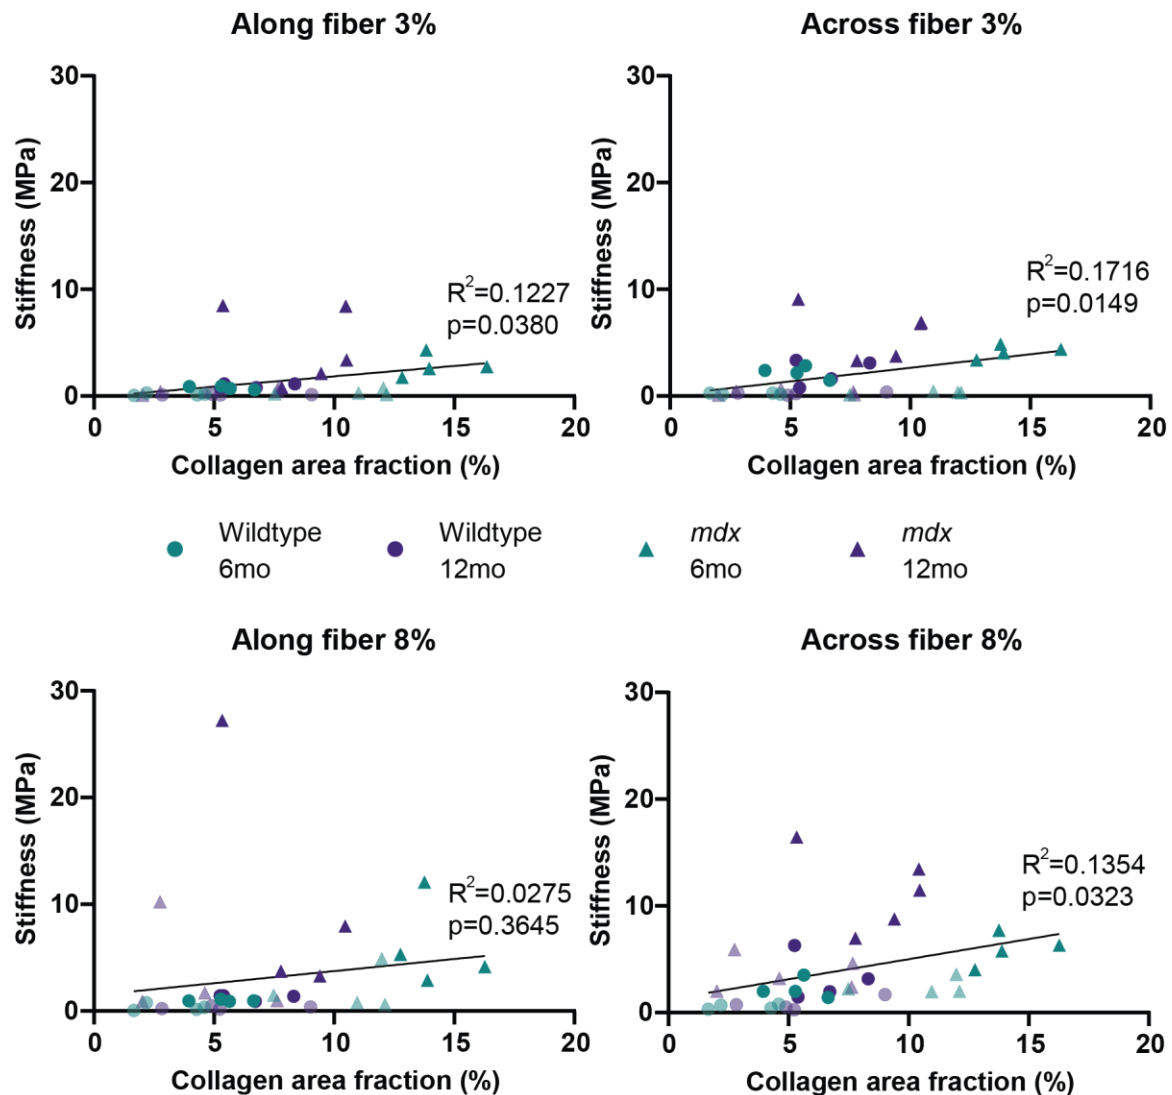 Along fiber 3%
Across fiber 3%
Stiffness (MPa)
30
20
10
0
R²=0.1227
p=0.0380
0 5 10 15 20
Collagen area fraction (%)
Stiffness (MPa)
30
20
10
0
R²=0.1716
p=0.0149
0 5 10 15 20
Collagen area fraction (%)
Wildtype
6mo
Wildtype
12mo
mdx
6mo
mdx
12mo
Along fiber 8%
Across fiber 8%
Stiffness (MPa)
30
20
10
0
R²=0.0275
p=0.3645
0 5 10 15 20
Collagen area fraction (%)
Stiffness (MPa)
30
20
10
0
R²=0.1354
p=0.0323
0 5 10 15 20
Collagen area fraction (%)